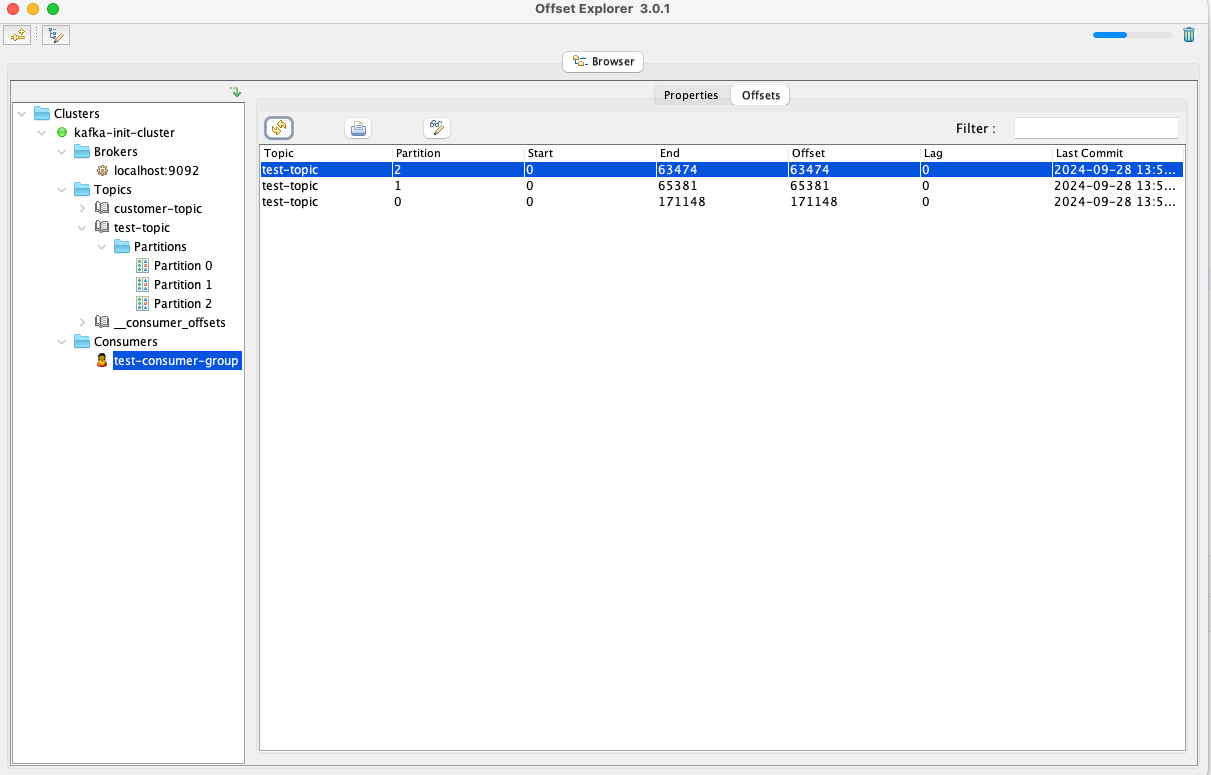 Offset Explorer 3.0.1
Browser
Clusters
kafka-init-cluster
Brokers
localhost:9092
Topics
customer-topic
test-topic
Partitions
Partition 0
Partition 1
Partition 2
__consumer_offsets
Consumers
test-consumer-group
Properties Offsets
Filter :
Topic Partition Start End Offset Lag Last Commit
test-topic 2 0 63474 63474 0 2024-09-28 13:5...
test-topic 1 0 65381 65381 0 2024-09-28 13:5...
test-topic 0 0 171148 171148 0 2024-09-28 13:5...